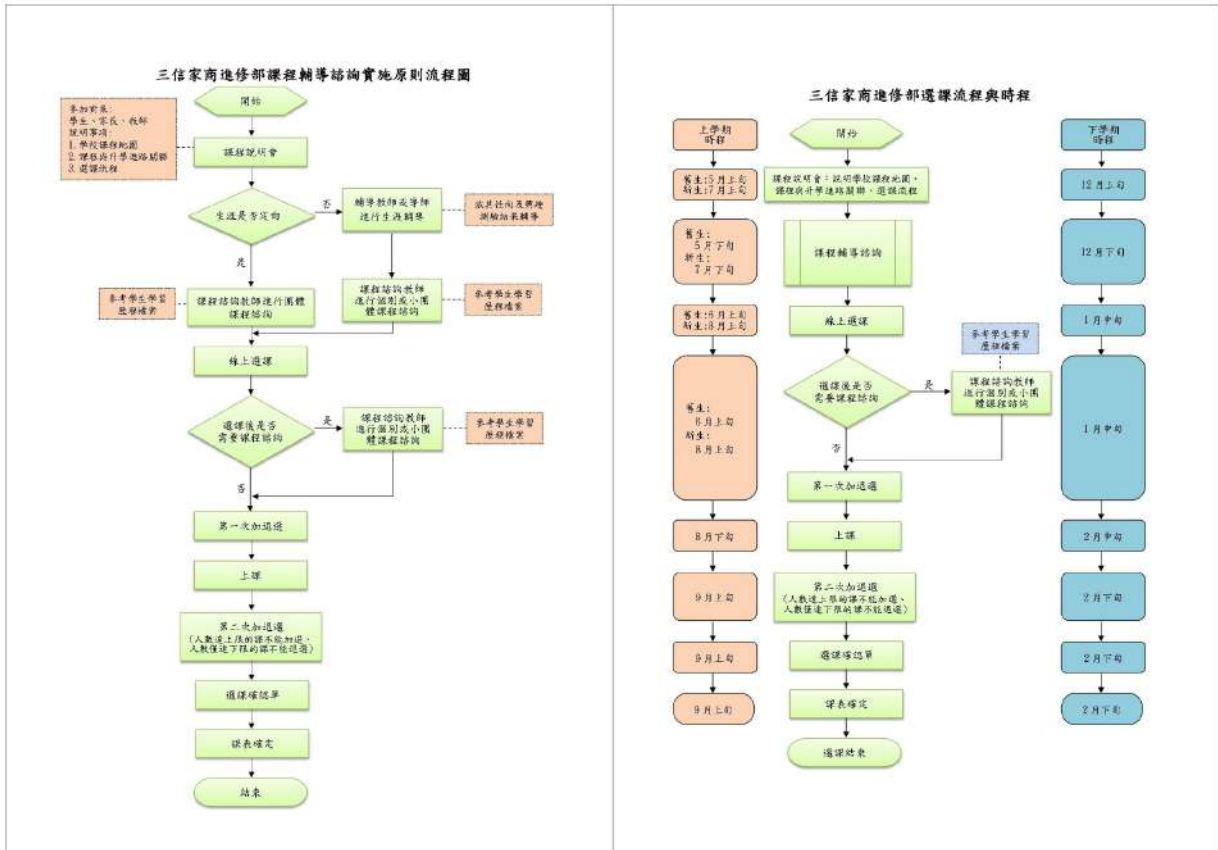 三信家商進修部課程輔導諮詢實施原則流程圖
開始
參加對象:
學生、家長、教師
說明事項:
1. 學校課程地圖
2. 課程與升學進路關聯
3. 選課流程
課程說明會
生涯是否定向
否
輔導教師或導師
進行生涯輔導
依其性向及興趣
測驗結果輔導
是
參考學生學習
歷程檔案
課程諮詢教師進行團體
課程諮詢
課程諮詢教師
進行個別或小團
體課程諮詢
參考學生學習
歷程檔案
線上選課
選課後是否
需要課程諮詢
是
課程諮詢教師
進行個別或小團
體課程諮詢
參考學生學習
歷程檔案
否
第一次加退選
上課
第二次加退選
(人數達上限的課不能加選、
人數僅達下限的課不能退選)
選課確認單
課表確定
結束
三信家商進修部選課流程與時程
上學期
時程
舊生:5月上旬
新生:7月上旬
舊生:
5月下旬
新生:
7月下旬
舊生:6月上旬
新生:8月上旬
舊生:
6月上旬
新生:
8月上旬
8月下旬
9月上旬
9月上旬
9月上旬
開始
課程說明會:說明學校課程地圖、
課程與升學進路關聯、選課流程
課程輔導諮詢
線上選課
參考學生學習
歷程檔案
選課後是否
需要課程諮詢
是
課程諮詢教師
進行個別或小團
體課程諮詢
否
第一次加退選
上課
第二次加退選
(人數達上限的課不能加選、
人數僅達下限的課不能退選)
選課確認單
課表確定
選課結束
下學期
時程
12月上旬
12月下旬
1月中旬
1月中旬
2月中旬
2月下旬
2月下旬
2月下旬